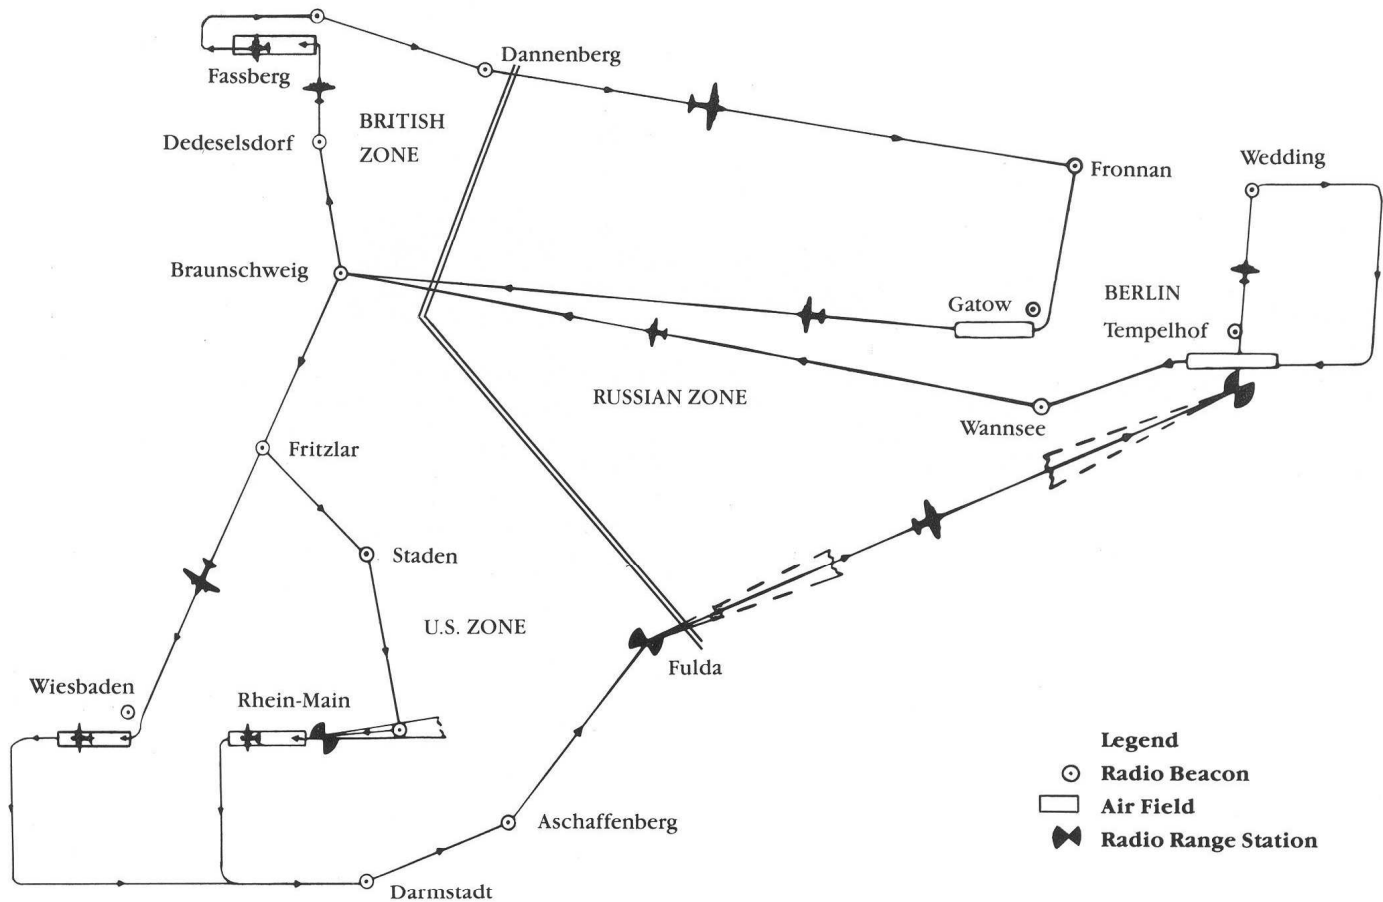 Dannenberg
Fassberg
BRITISH
ZONE
Dedeselsdorf
Fronnan
Wedding
Braunschweig
Gatow
BERLIN
Tempelhof
RUSSIAN ZONE
Wannsee
Fritzlar
Staden
U.S. ZONE
Fulda
Wiesbaden
Rhein-Main
Aschaffenberg
Darmstadt
Legend
Radio Beacon
Air Field
Radio Range Station